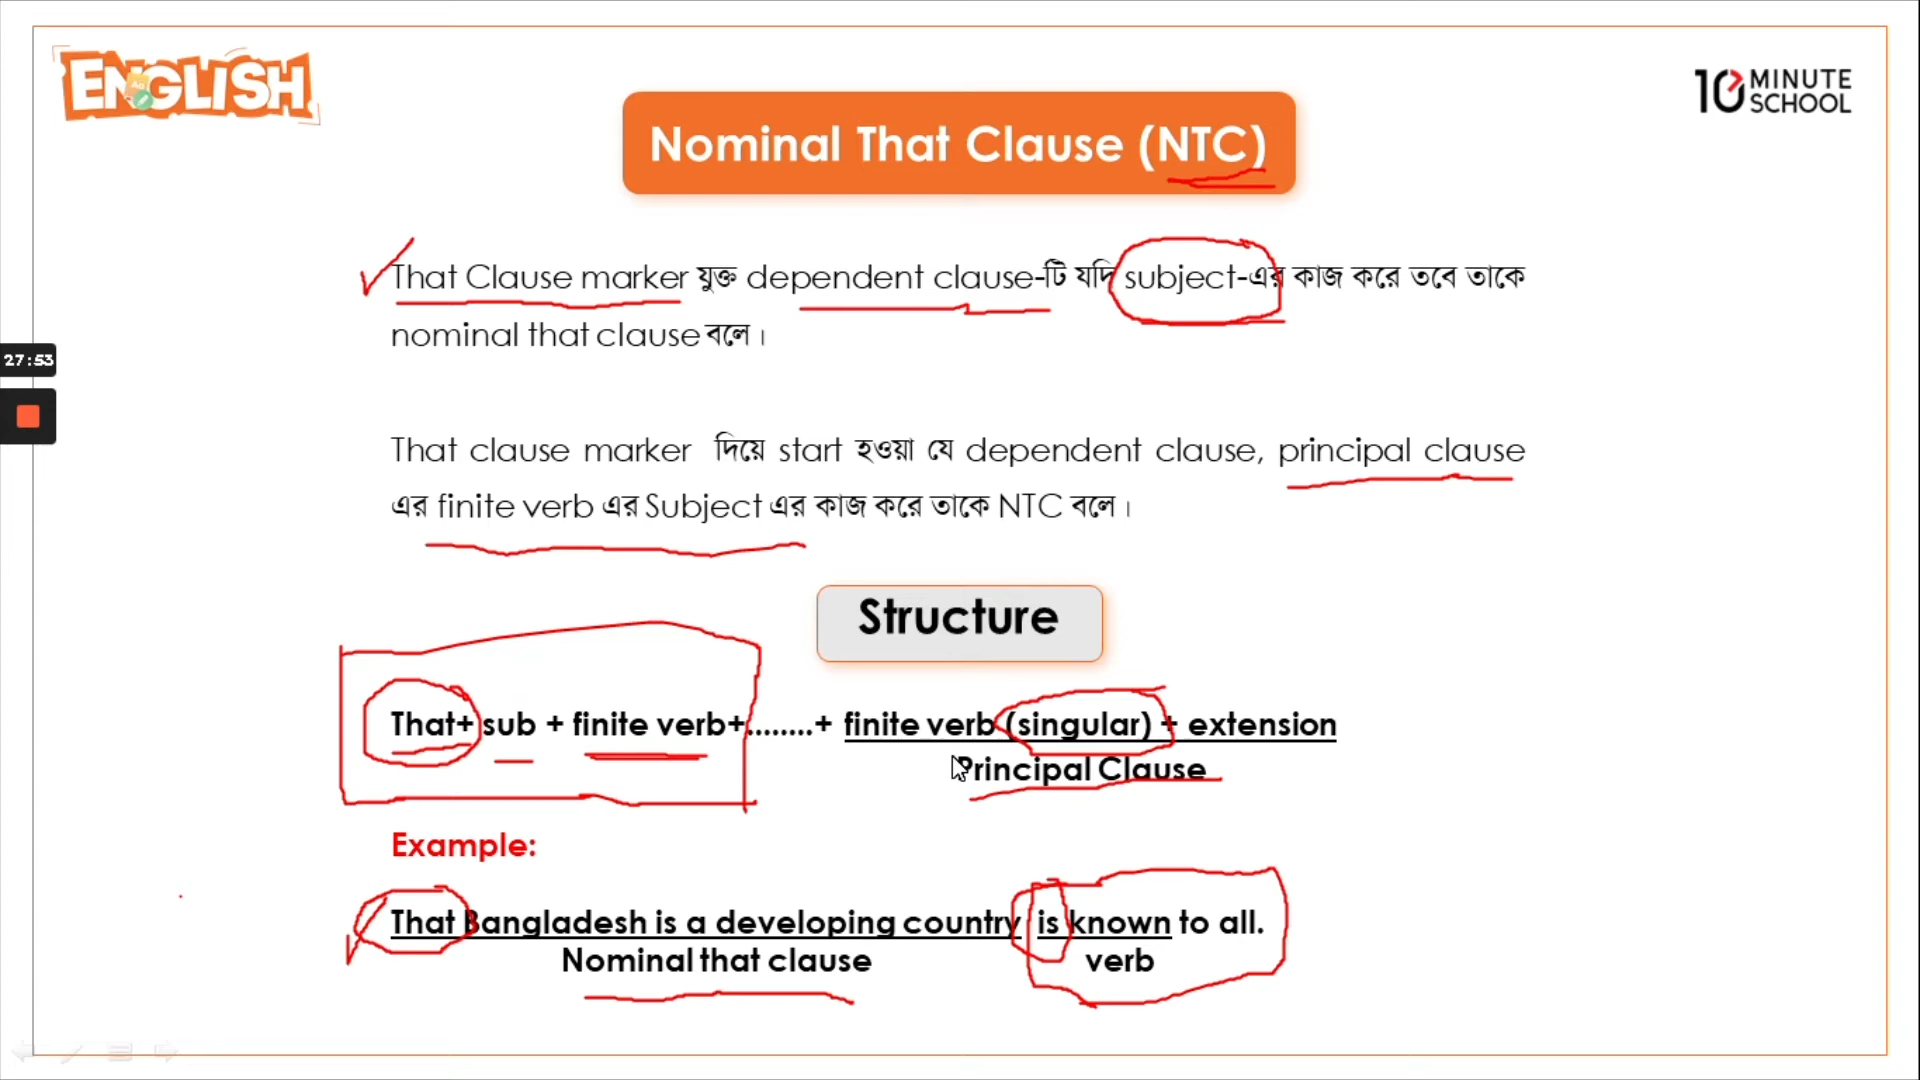 ENGLISH
10 MINUTE SCHOOL
Nominal That Clause (NTC)
That Clause marker যুক্ত dependent clause-টি যদি subject-এর কাজ করে তবে তাকে
nominal that clause বলে।
27:53
That clause marker দিয়ে start হওয়া যে dependent clause, principal clause
এর finite verb এর Subject এর কাজ করে তাকে NTC বলে।
Structure
That+ sub + finite verb+........+ finite verb (singular) + extension
Principal Clause
Example:
That Bangladesh is a developing country is known to all.
Nominal that clause verb